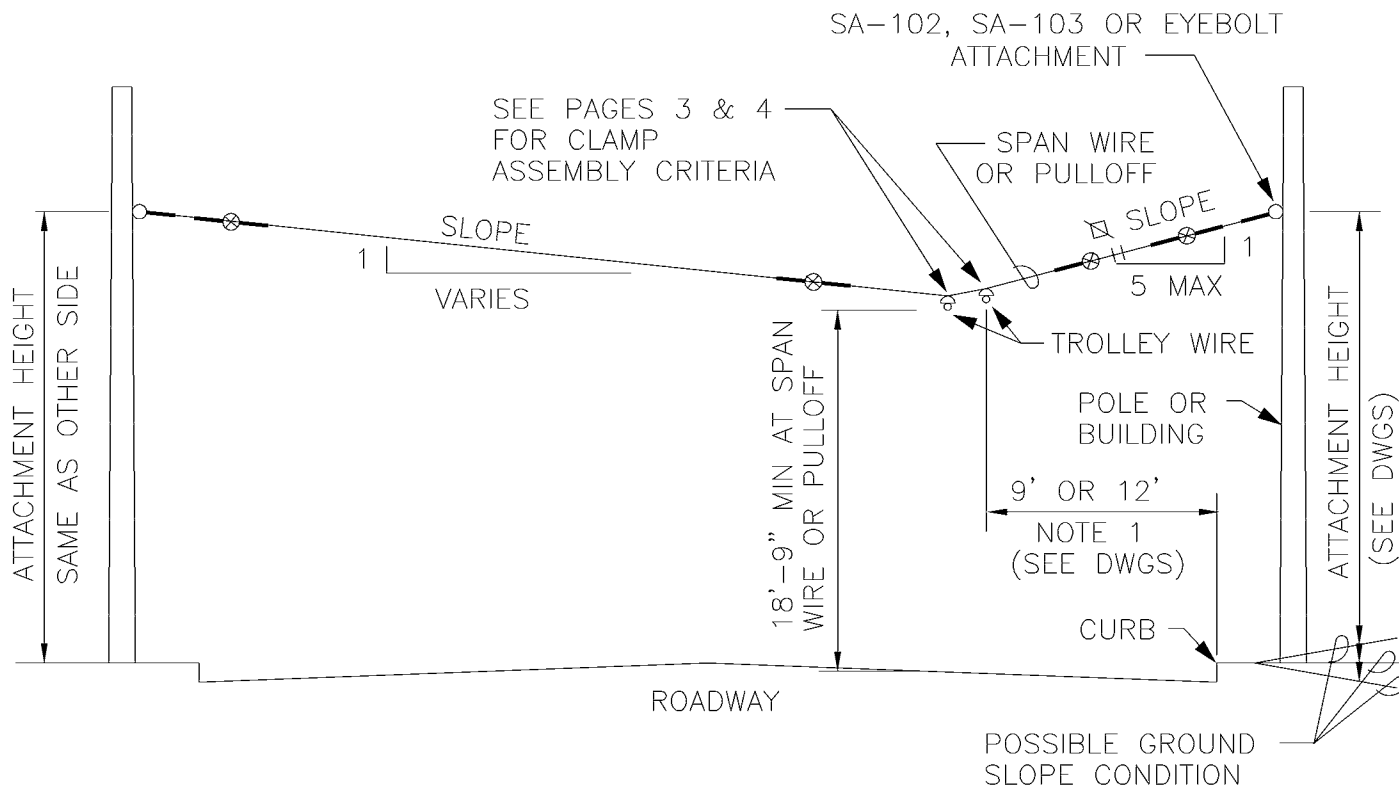 SA-102, SA-103 OR EYEBOLT
ATTACHMENT
SEE PAGES 3 & 4
FOR CLAMP
ASSEMBLY CRITERIA
SPAN WIRE
OR PULLOFF
SLOPE
1
VARIES
SLOPE
1
5 MAX
TROLLEY WIRE
ATTACHMENT HEIGHT
SAME AS OTHER SIDE
18'-9" MIN AT SPAN
WIRE OR PULLOFF
POLE OR
BUILDING
9' OR 12'
NOTE 1
(SEE DWGS)
ATTACHMENT HEIGHT
(SEE DWGS)
CURB
ROADWAY
POSSIBLE GROUND
SLOPE CONDITION